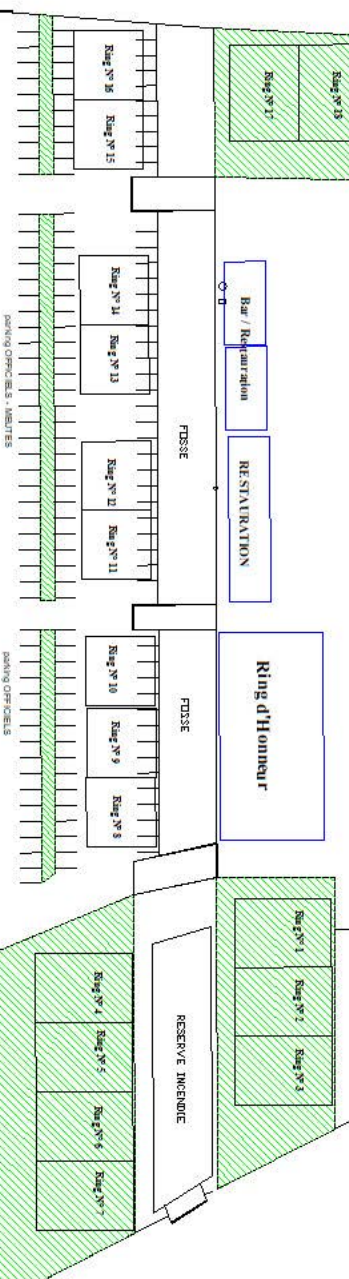 Ring N° 18
Ring N° 17
Ring N° 16
Ring N° 15
Bar / Restauration
Ring N° 14
Ring N° 13
FOSSE
RESTAURATION
Ring N° 12
Ring N° 11
parking OFFICIELS - MEUTES
Ring d'Honneur
FOSSE
Ring N° 10
Ring N° 9
Ring N° 8
parking OFFICIELS
Ring N° 1
Ring N° 2
Ring N° 3
RESERVE INCENDIE
Ring N° 4
Ring N° 5
Ring N° 6
Ring N° 7